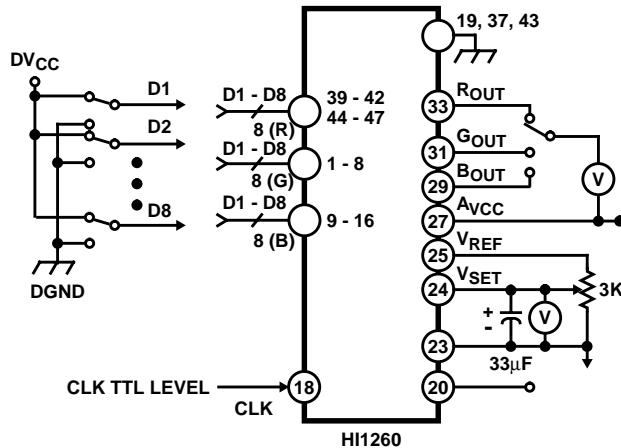 19, 37, 43
DVCC
D1
D1 - D8
39 - 42
44 - 47
8 (R)
33
ROUT
D2
D1 - D8
1 - 8
8 (G)
31
GOUT
29
BOUT
V
D8
D1 - D8
9 - 16
8 (B)
27
AVCC
25
VREF
DGND
24
VSET
3K
+
-
V
23
33µF
CLK TTL LEVEL
CLK
18
20
HI1260